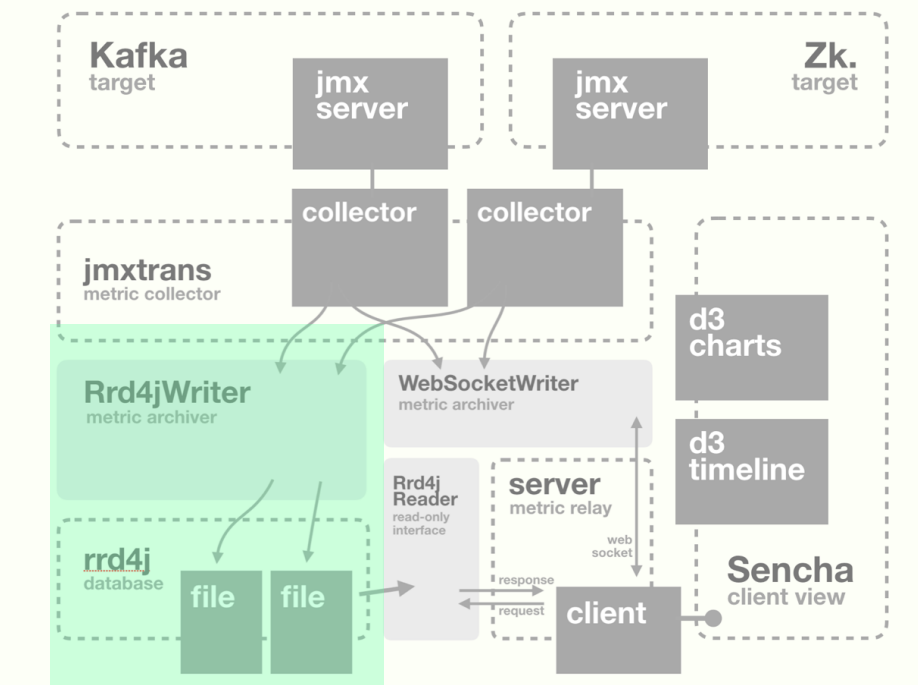 Kafka
target
jmx
server
Zk.
target
jmx
server
collector
collector
jmxtrans
metric collector
d3
charts
Rrd4jWriter
metric archiver
WebSocketWriter
metric archiver
d3
timeline
Rrd4j
Reader
read-only
interface
server
metric relay
web
socket
rrd4j
database
file
file
response
request
client
Sencha
client view